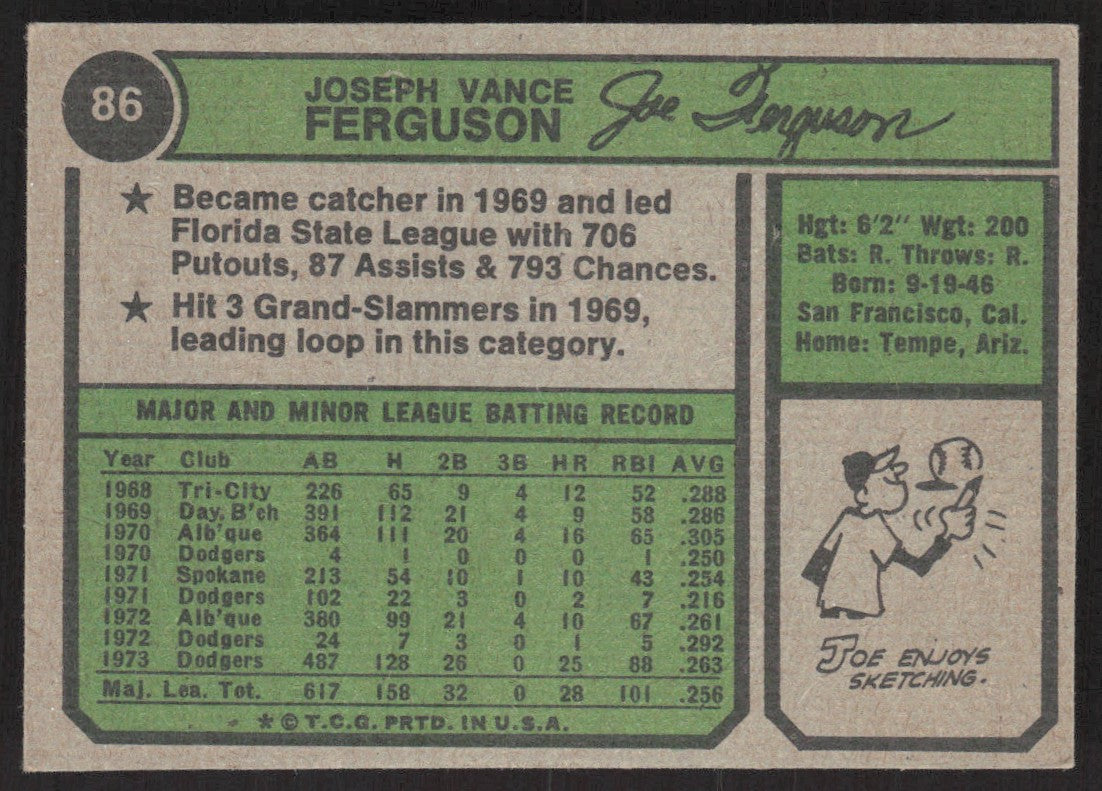 86
JOSEPH VANCE
FERGUSON
Joe Ferguson
★ Became catcher in 1969 and led
Florida State League with 706
Putouts, 87 Assists & 793 Chances.
★ Hit 3 Grand-Slammers in 1969,
leading loop in this category.
Hgt: 6'2" Wgt: 200
Bats: R. Throws: R.
Born: 9-19-46
San Francisco, Cal.
Home: Tempe, Ariz.
MAJOR AND MINOR LEAGUE BATTING RECORD
Year Club AB H 2B 3B HR RBI AVG
1968 Tri-City 226 65 9 4 12 52 .288
1969 Day. B'ch 391 112 21 4 9 58 .286
1970 Alb'que 364 111 20 4 16 65 .305
1970 Dodgers 4 1 0 0 0 1 .250
1971 Spokane 213 54 10 1 10 43 .254
1971 Dodgers 102 22 3 0 2 7 .216
1972 Alb'que 380 99 21 4 10 67 .261
1972 Dodgers 24 7 3 0 1 5 .292
1973 Dodgers 487 128 26 0 25 88 .263
Maj. Lea. Tot. 617 158 32 0 28 101 .256
★ © T.C.G. PRTD. IN U.S.A.
JOE ENJOYS
SKETCHING.